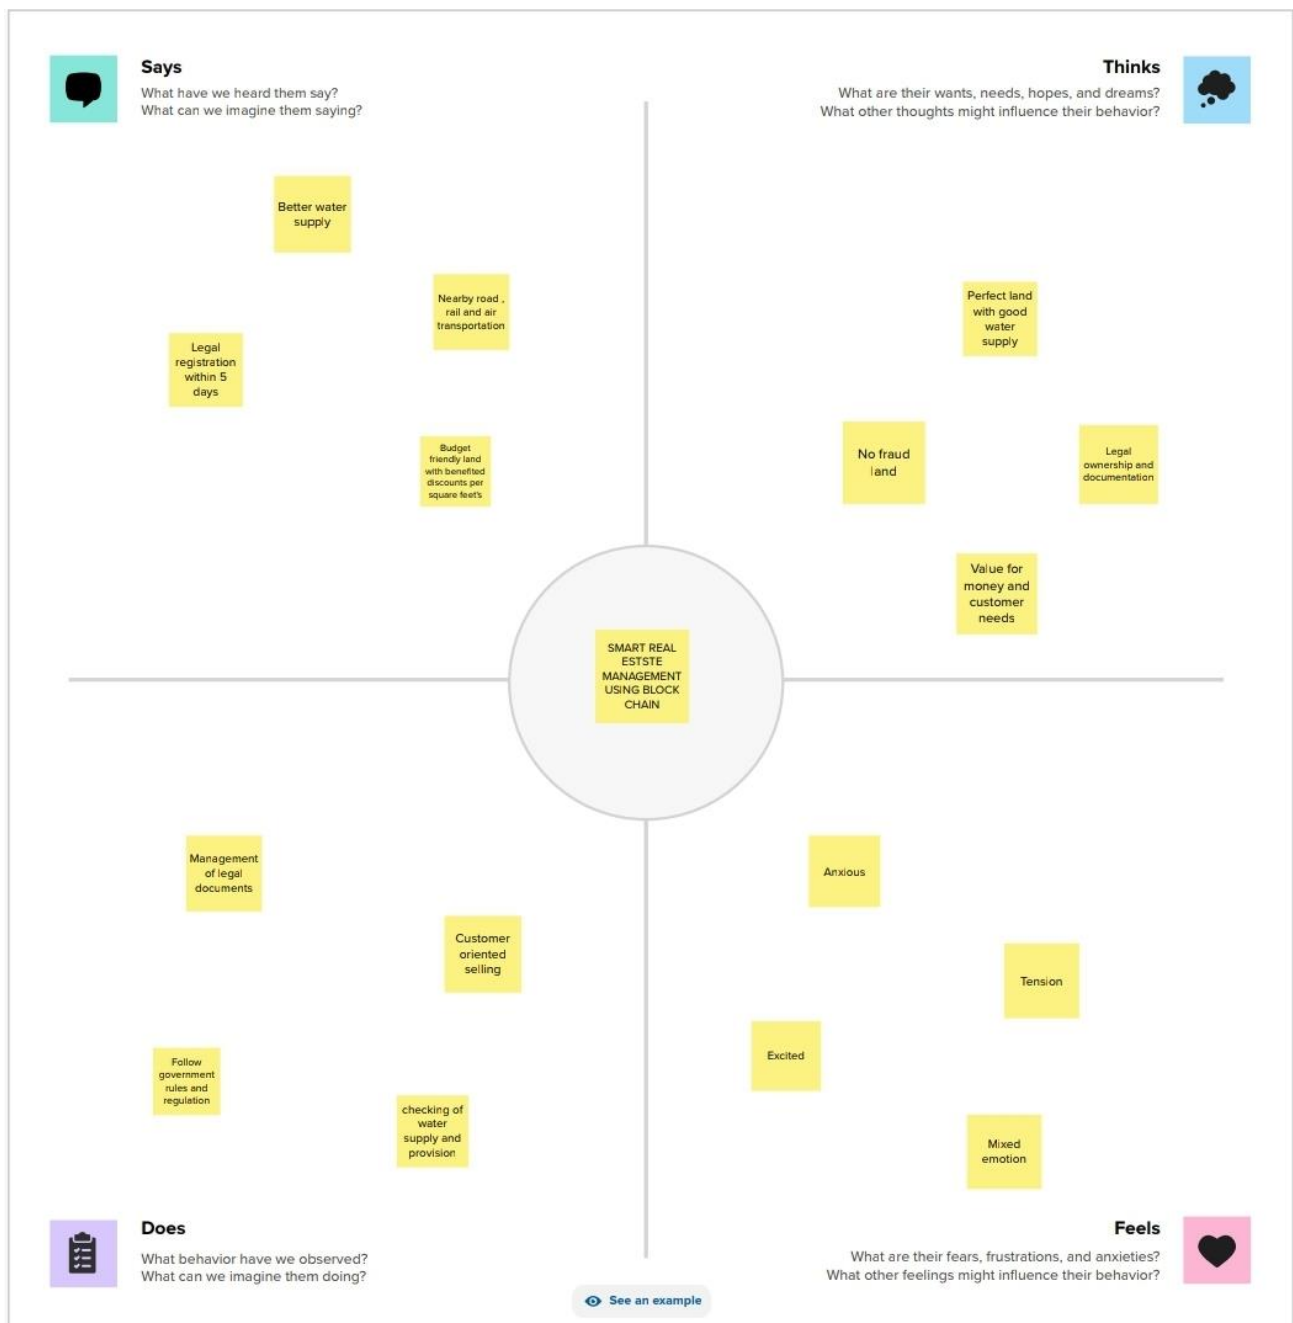 Says
What have we heard them say?
What can we imagine them saying?
Thinks
What are their wants, needs, hopes, and dreams?
What other thoughts might influence their behavior?
Better water
supply
Nearby road ,
rail and air
transportation
Legal
registration
within 5
days
Budget
friendly land
with benefited
discounts per
square feet's
Perfect land
with good
water
supply
No fraud
land
Legal
ownership and
documentation
Value for
money and
customer
needs
SMART REAL
ESTSTE
MANAGEMENT
USING BLOCK
CHAIN
Management
of legal
documents
Customer
oriented
selling
Follow
government
rules and
regulation
checking of
water
supply and
provision
Anxious
Tension
Excited
Mixed
emotion
Does
What behavior have we observed?
What can we imagine them doing?
Feels
What are their fears, frustrations, and anxieties?
What other feelings might influence their behavior?
See an example